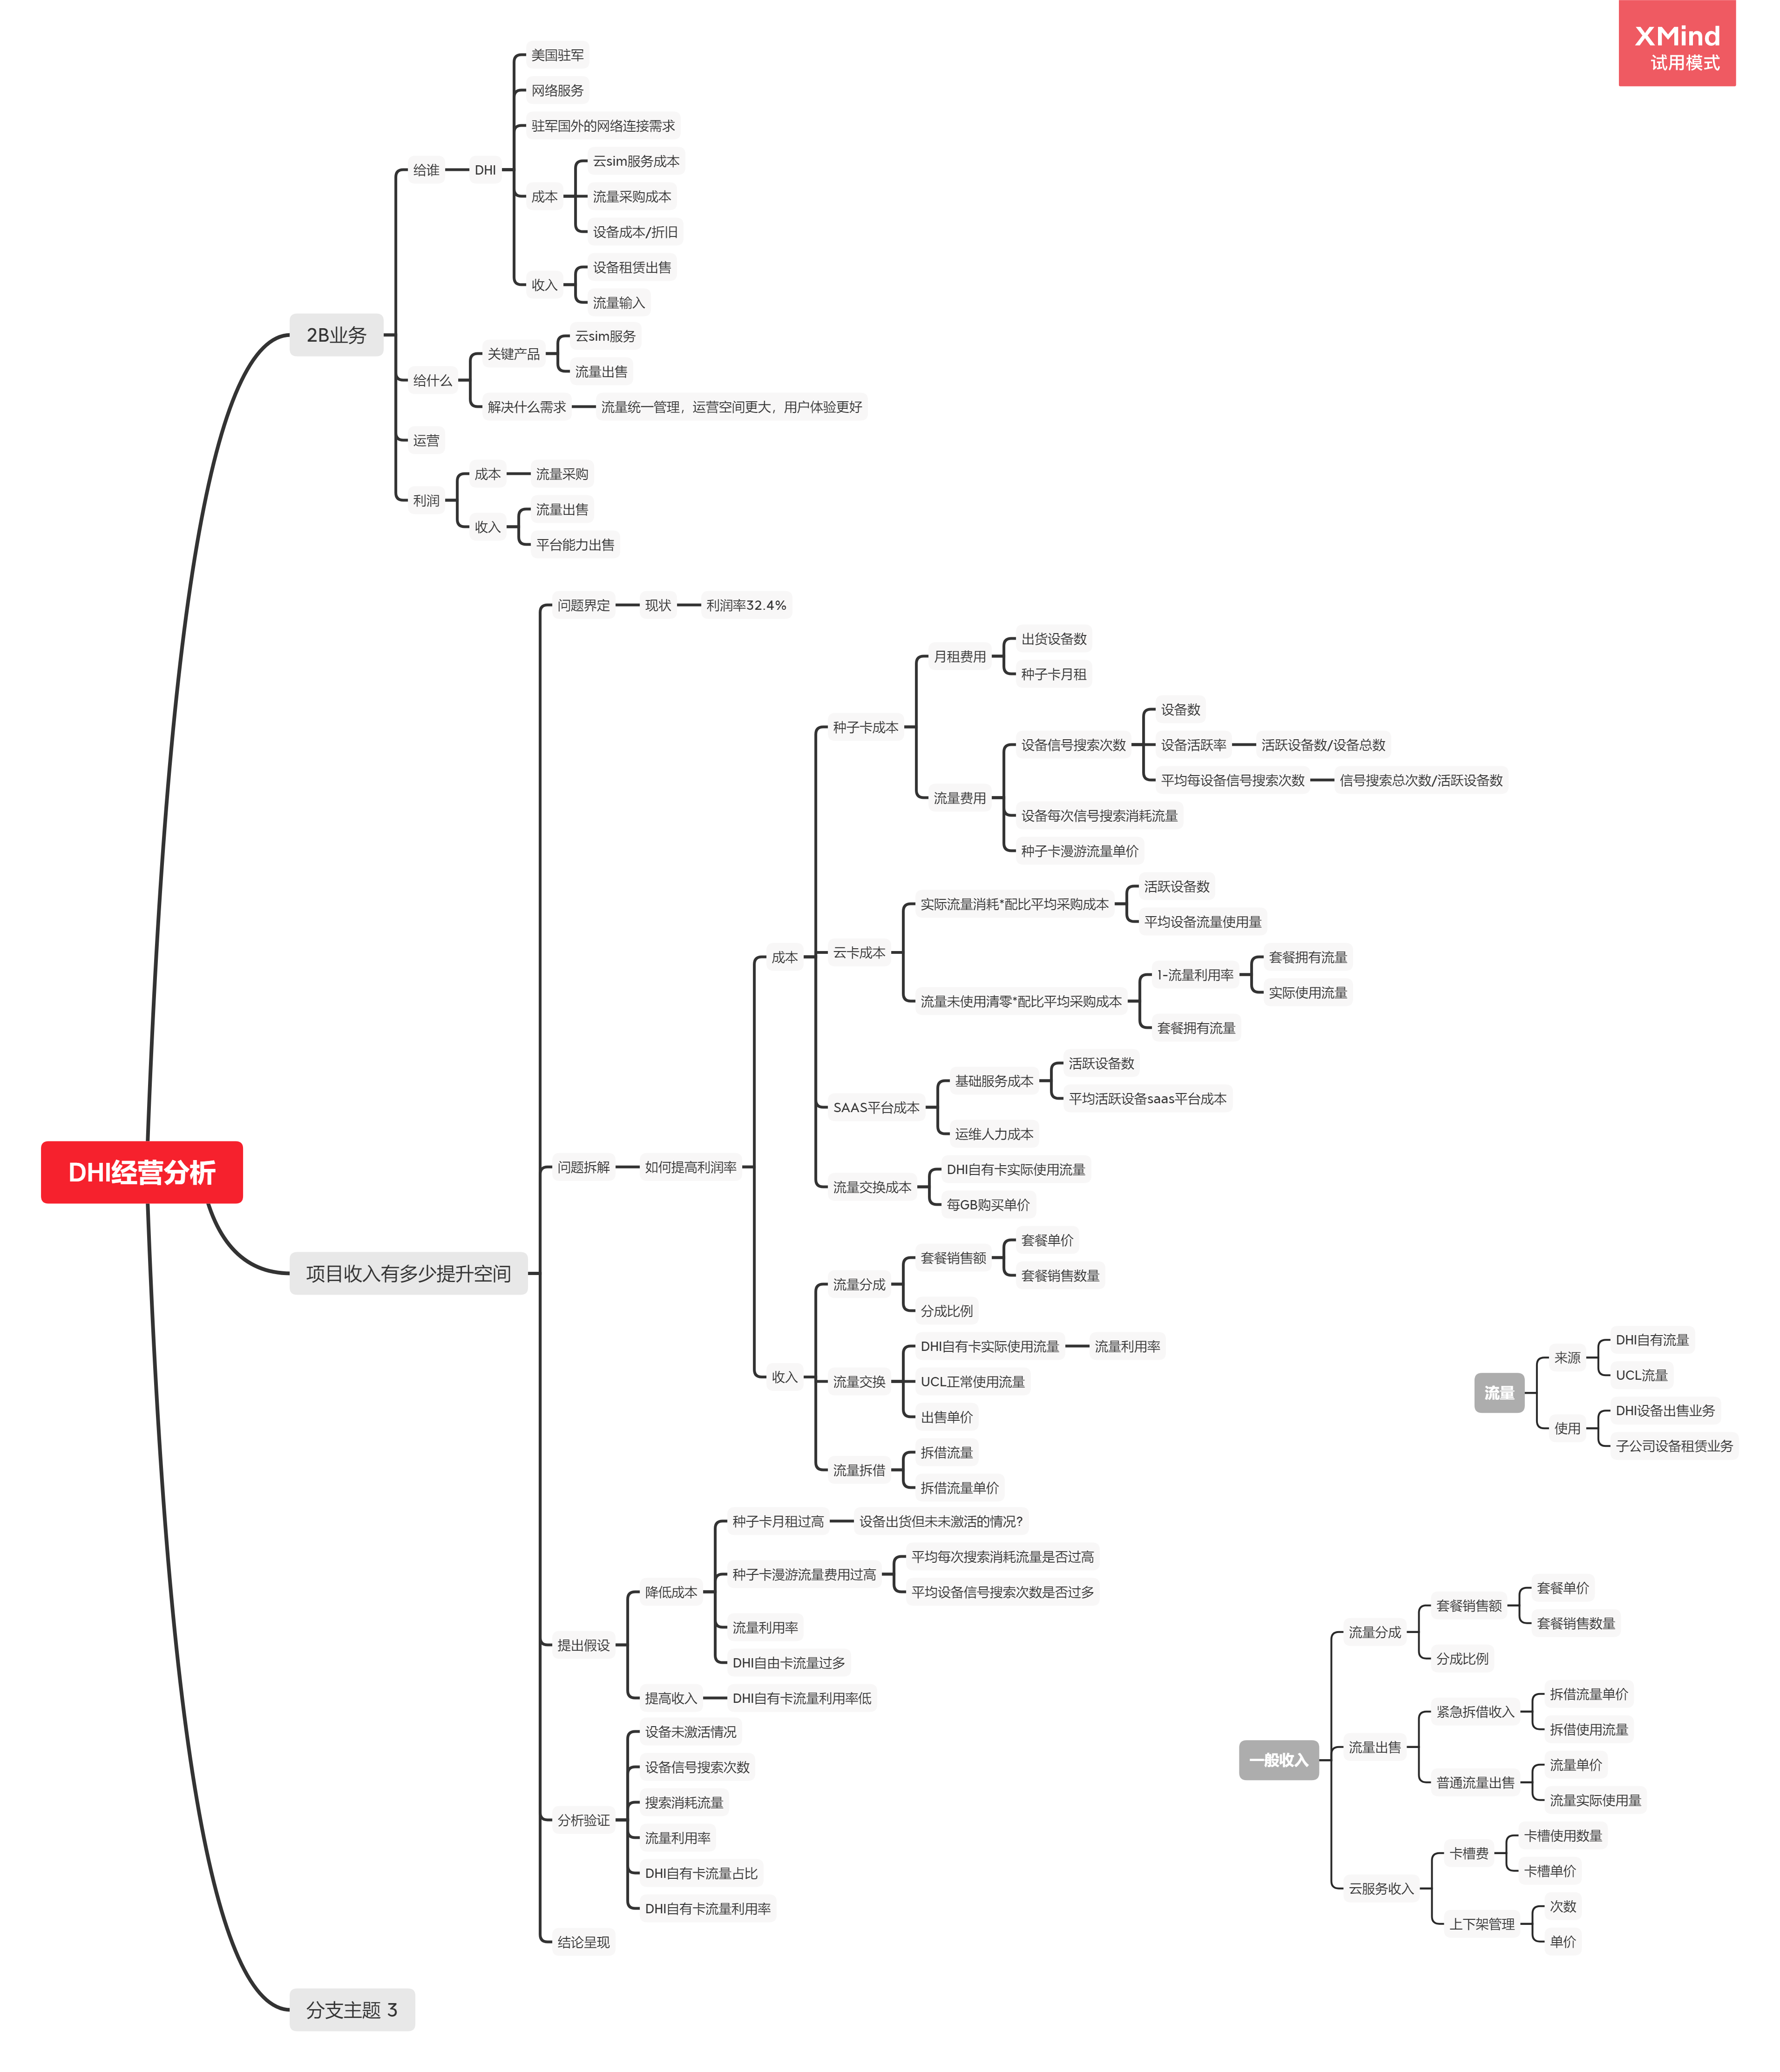 XMind
试用模式
DHI经营分析
2B业务
给谁
DHI
美国驻军
网络服务
驻军国外的网络连接需求
成本
云sim服务成本
流量采购成本
设备成本/折旧
收入
设备租赁出售
流量输入
给什么
关键产品
云sim服务
流量出售
解决什么需求
流量统一管理，运营空间更大，用户体验更好
运营
利润
成本
流量采购
收入
流量出售
平台能力出售
项目收入有多少提升空间
问题界定
现状
利润率32.4%
问题拆解
如何提高利润率
成本
种子卡成本
月租费用
出货设备数
种子卡月租
流量费用
设备信号搜索次数
设备数
设备活跃率
活跃设备数/设备总数
平均每设备信号搜索次数
信号搜索总次数/活跃设备数
设备每次信号搜索消耗流量
种子卡漫游流量单价
云卡成本
实际流量消耗*配比平均采购成本
活跃设备数
平均设备流量使用量
流量未使用清零*配比平均采购成本
1-流量利用率
套餐拥有流量
实际使用流量
套餐拥有流量
SAAS平台成本
基础服务成本
活跃设备数
平均活跃设备saas平台成本
运维人力成本
流量交换成本
DHI自有卡实际使用流量
每GB购买单价
收入
流量分成
套餐销售额
套餐单价
套餐销售数量
分成比例
流量交换
DHI自有卡实际使用流量
流量利用率
UCL正常使用流量
出售单价
流量拆借
拆借流量
拆借流量单价
提出假设
降低成本
种子卡月租过高
设备出货但未未激活的情况?
种子卡漫游流量费用过高
平均每次搜索消耗流量是否过高
平均设备信号搜索次数是否过多
流量利用率
DHI自由卡流量过多
提高收入
DHI自有卡流量利用率低
分析验证
设备未激活情况
设备信号搜索次数
搜索消耗流量
流量利用率
DHI自有卡流量占比
DHI自有卡流量利用率
结论呈现
分支主题 3
流量
来源
DHI自有流量
UCL流量
使用
DHI设备出售业务
子公司设备租赁业务
一般收入
流量分成
套餐销售额
套餐单价
套餐销售数量
分成比例
流量出售
紧急拆借收入
拆借流量单价
拆借使用流量
普通流量出售
流量单价
流量实际使用量
云服务收入
卡槽费
卡槽使用数量
卡槽单价
上下架管理
次数
单价